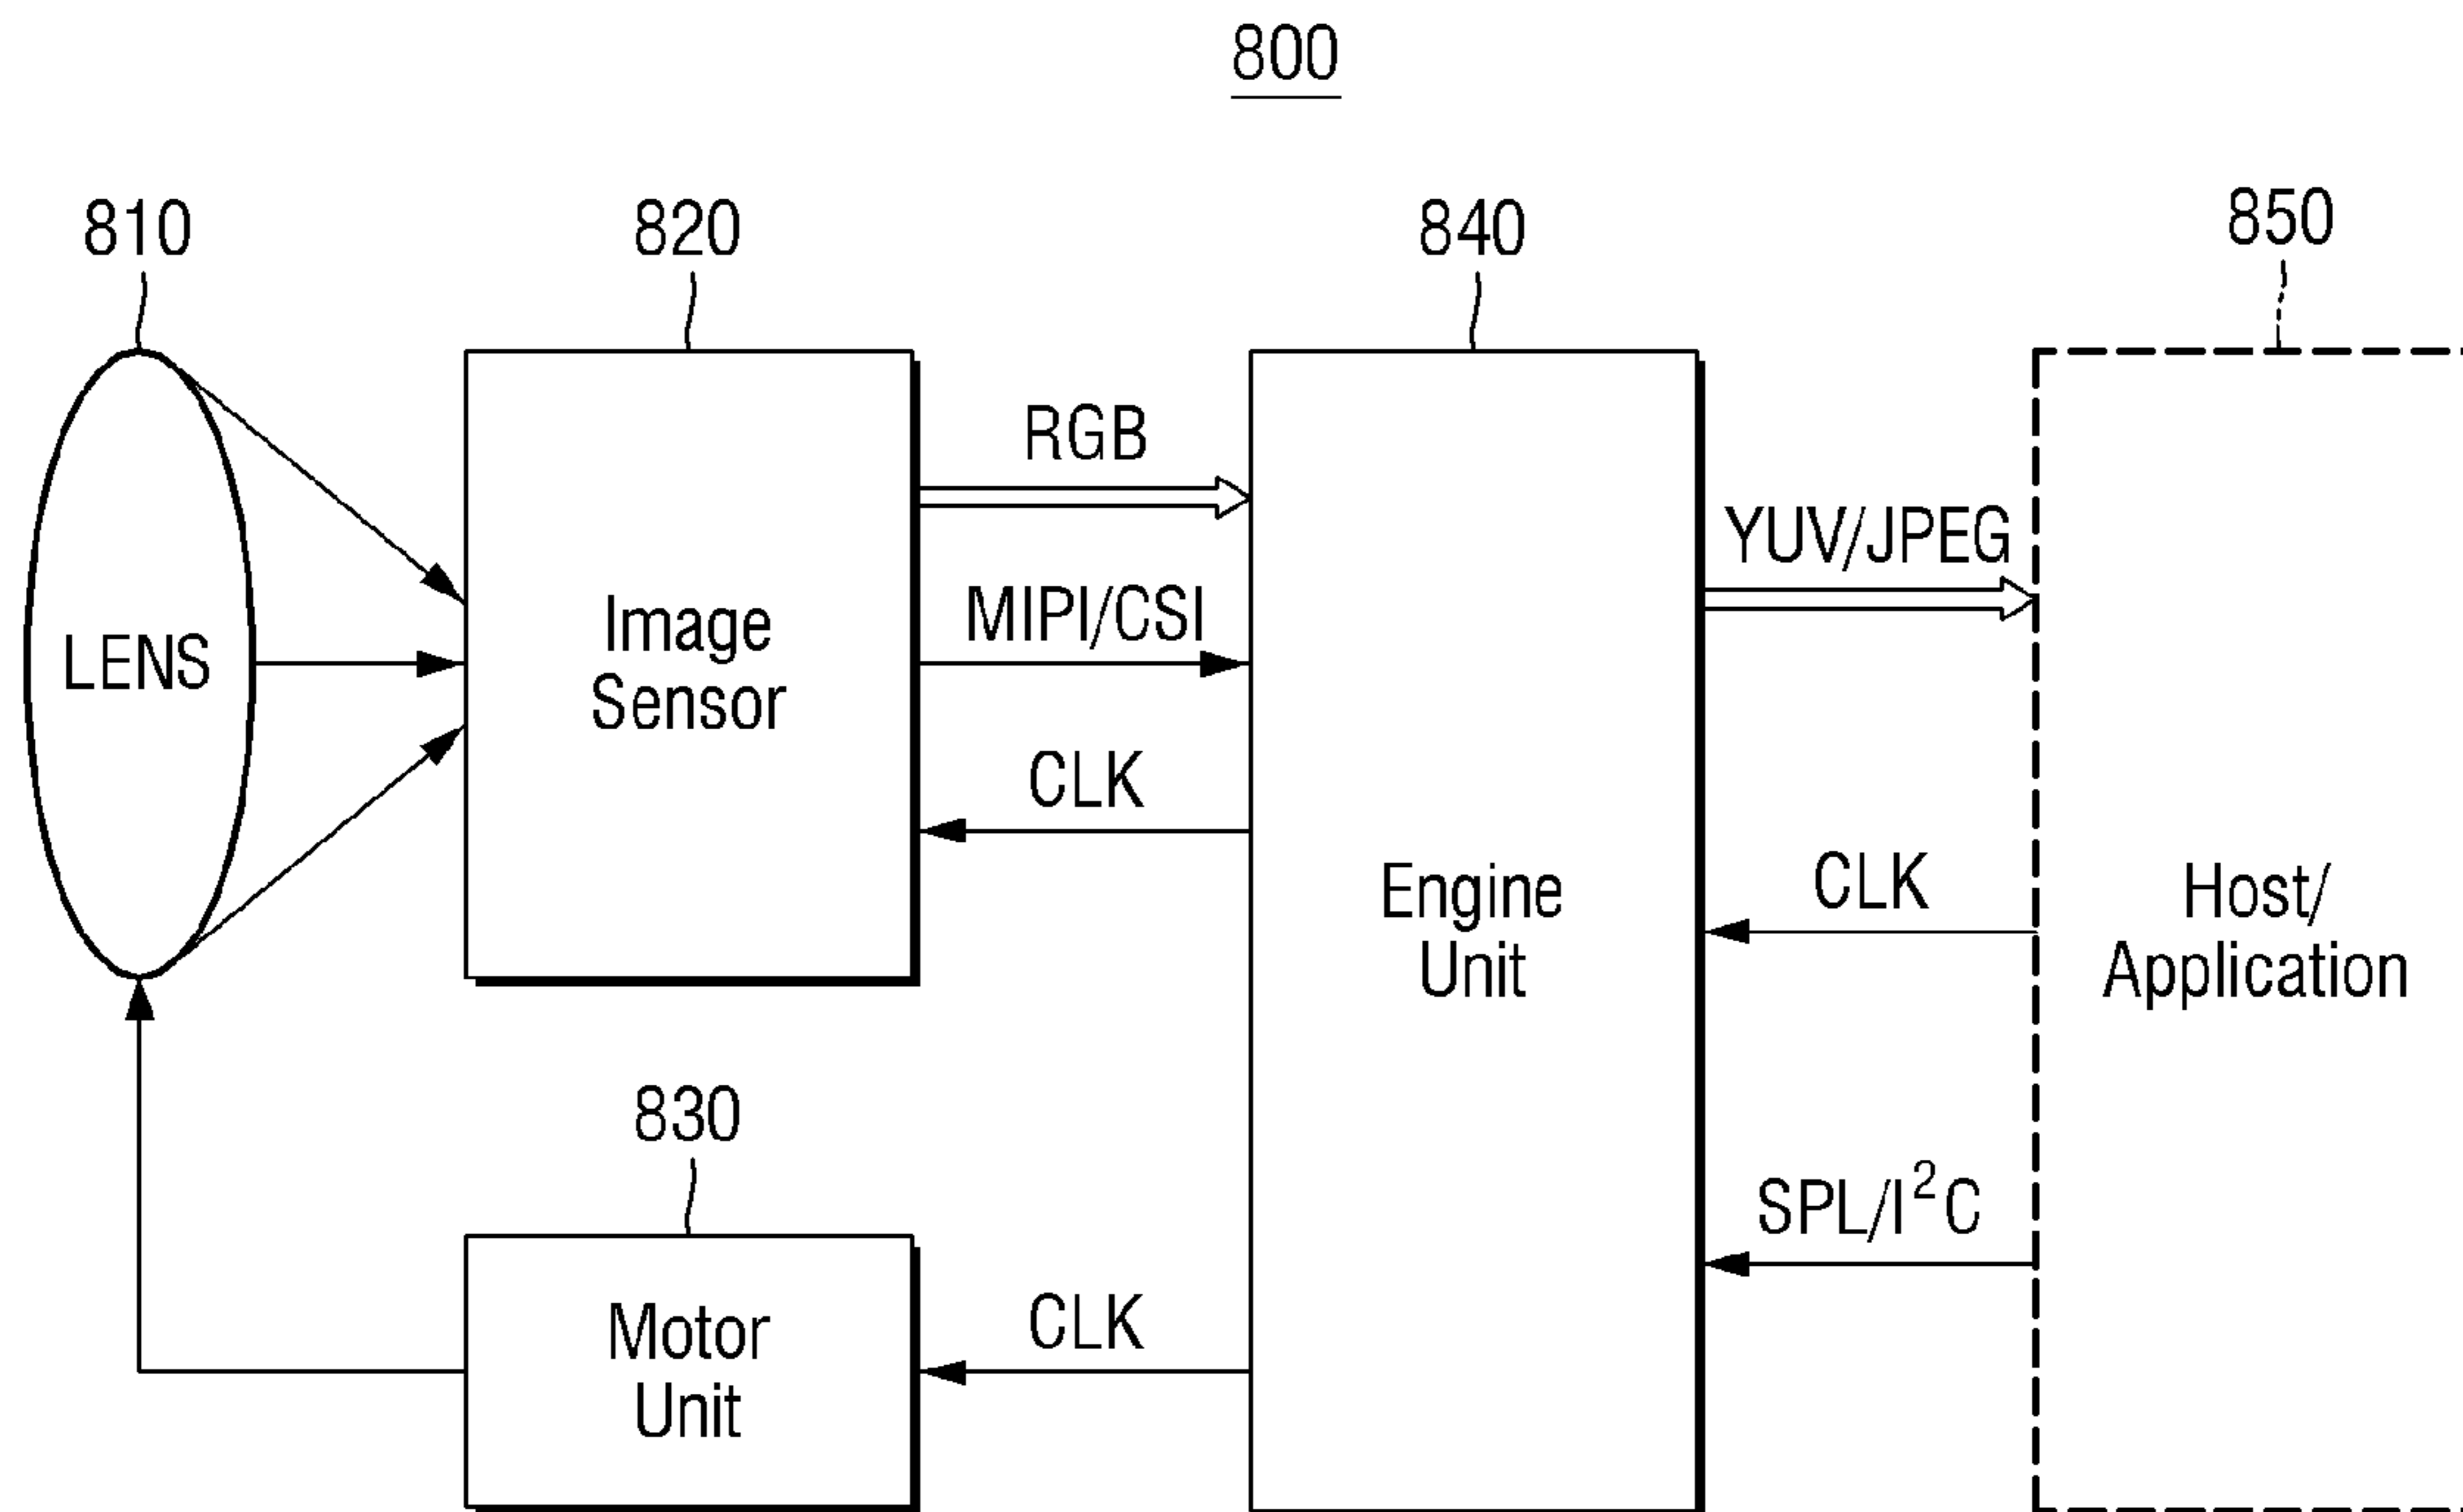 800
810
820
840
850
LENS
Image
Sensor
RGB
MIPI/CSI
CLK
Engine
Unit
YUV/JPEG
CLK
SPL/I²C
Host/
Application
830
Motor
Unit
CLK